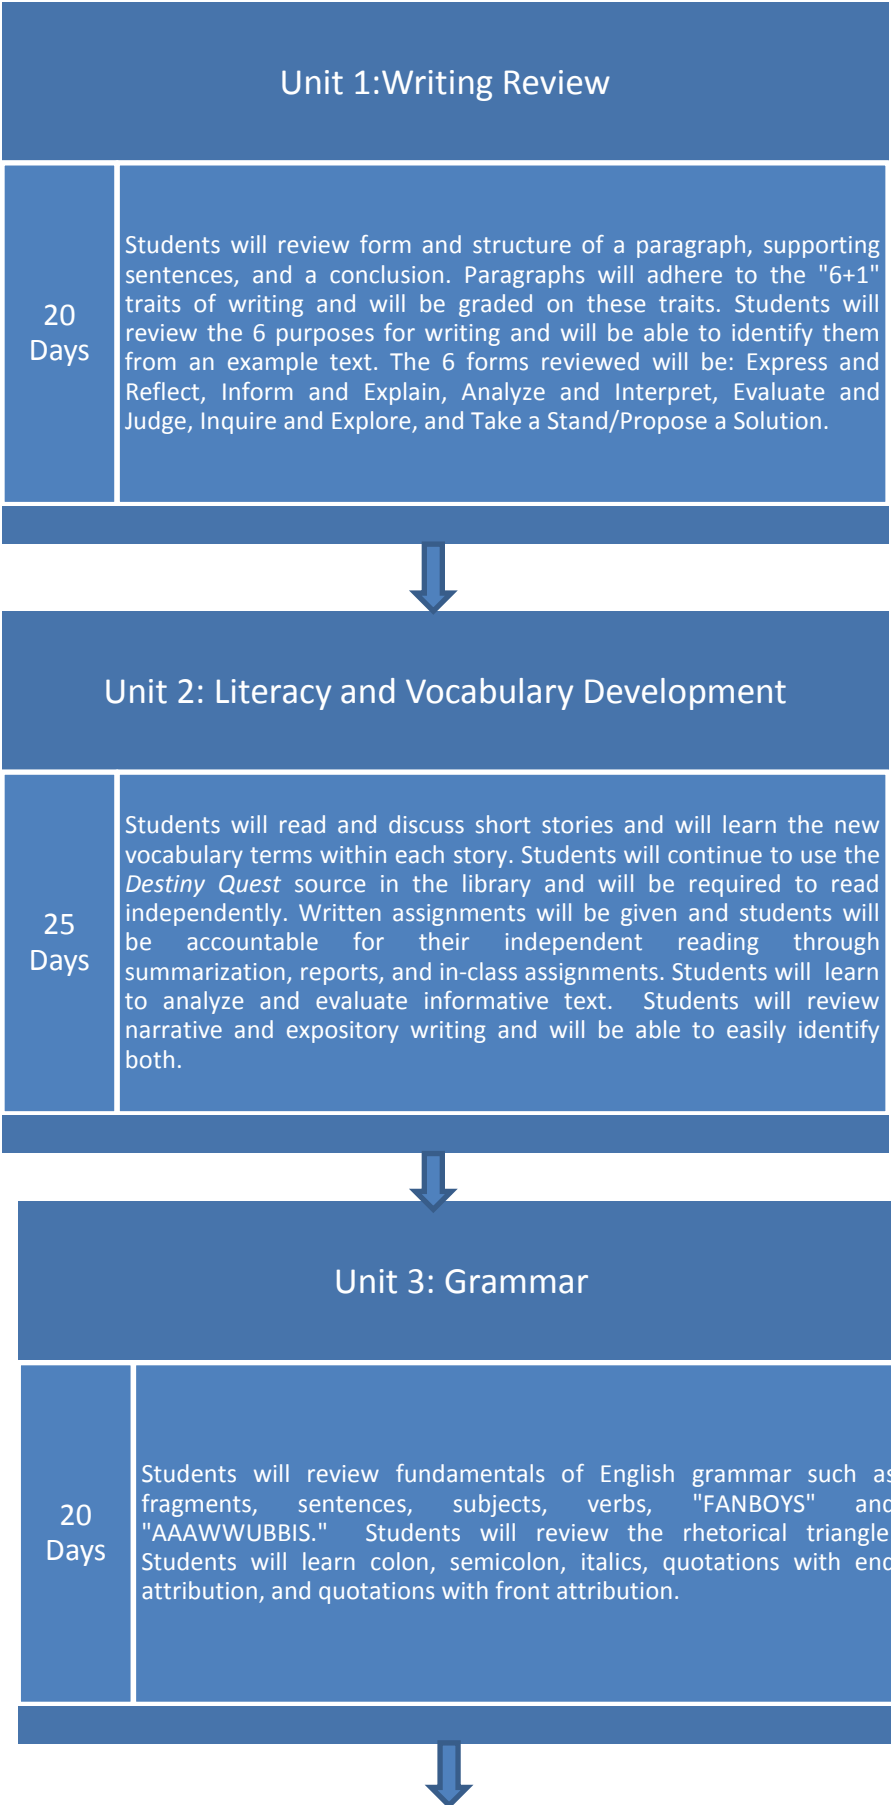 Unit 1:Writing Review
20
Days
Students will review form and structure of a paragraph, supporting
sentences, and a conclusion. Paragraphs will adhere to the "6+1"
traits of writing and will be graded on these traits. Students will
review the 6 purposes for writing and will be able to identify them
from an example text. The 6 forms reviewed will be: Express and
Reflect, Inform and Explain, Analyze and Interpret, Evaluate and
Judge, Inquire and Explore, and Take a Stand/Propose a Solution.
Unit 2: Literacy and Vocabulary Development
25
Days
Students will read and discuss short stories and will learn the new
vocabulary terms within each story. Students will continue to use the
Destiny Quest source in the library and will be required to read
independently. Written assignments will be given and students will
be accountable for their independent reading through
summarization, reports, and in-class assignments. Students will learn
to analyze and evaluate informative text. Students will review
narrative and expository writing and will be able to easily identify
both.
Unit 3: Grammar
20
Days
Students will review fundamentals of English grammar such as
fragments, sentences, subjects, verbs, "FANBOYS" and
"AAAWWUBBIS." Students will review the rhetorical triangle
Students will learn colon, semicolon, italics, quotations with end
attribution, and quotations with front attribution.